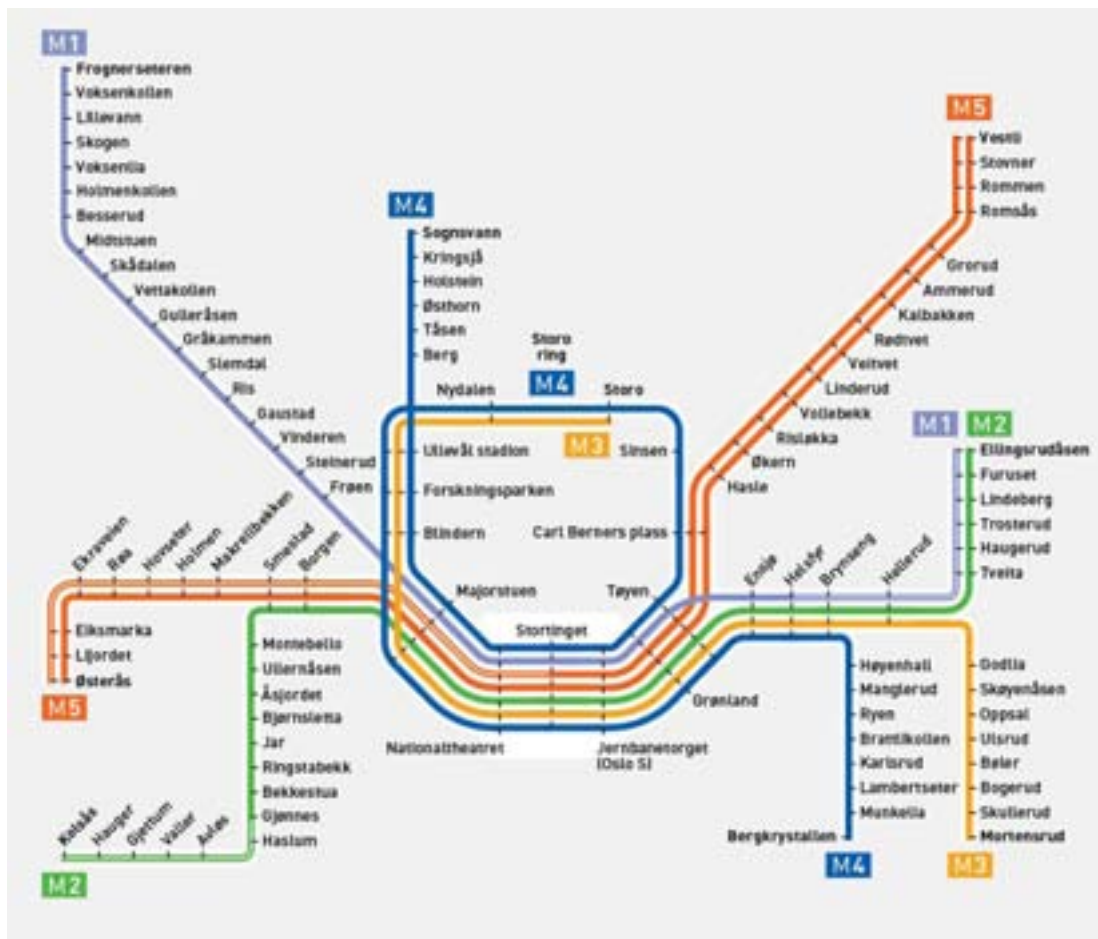 M1
Frognerseteren
Voksenkollen
Lillevann
Skogen
Voksenlia
Holmenkollen
Besserud
Midtstuen
Skådalen
Vettakollen
Gulleråsen
Gråkammen
Slemdal
Ris
Gaustad
Vinderen
Steinerud
Frøen
M4
Sognsvann
Kringsjå
Holstein
Østhorn
Tåsen
Berg
Storo
ring
M4
Nydalen
Storo
M3
Ullevål stadion
Sinsen
Forskningsparken
Blindern
Carl Berners plass
Majorstuen
Tøyen
Stortinget
Grønland
Nationaltheatret
Jernbanetorget
(Oslo S)
M5
Vestli
Stovner
Rommen
Romsås
Grorud
Ammerud
Kalbakken
Rødtvet
Veitvet
Linderud
Vollebekk
Risløkka
Økern
Hasle
M1
M2
Ellingsrudåsen
Furuset
Lindeberg
Trosterud
Haugerud
Tveita
Ensjø
Helsfyr
Brynseng
Hellerud
Ekraveien
Røa
Hovseter
Holmen
Makrellbekken
Smestad
Borgen
Eiksmarka
Lijordet
Østerås
M5
Montebello
Ullernåsen
Åsjordet
Bjørnsletta
Jar
Ringstabekk
Bekkestua
Gjønnes
Haslum
Kolsås
Hauger
Gjettum
Valler
Avløs
M2
Høyenhall
Manglerud
Ryen
Brattlikollen
Karlsrud
Lambertseter
Munkelia
Bergkrystallen
M4
Godlia
Skøyenåsen
Oppsal
Ulsrud
Bøler
Bogerud
Skullerud
Mortensrud
M3